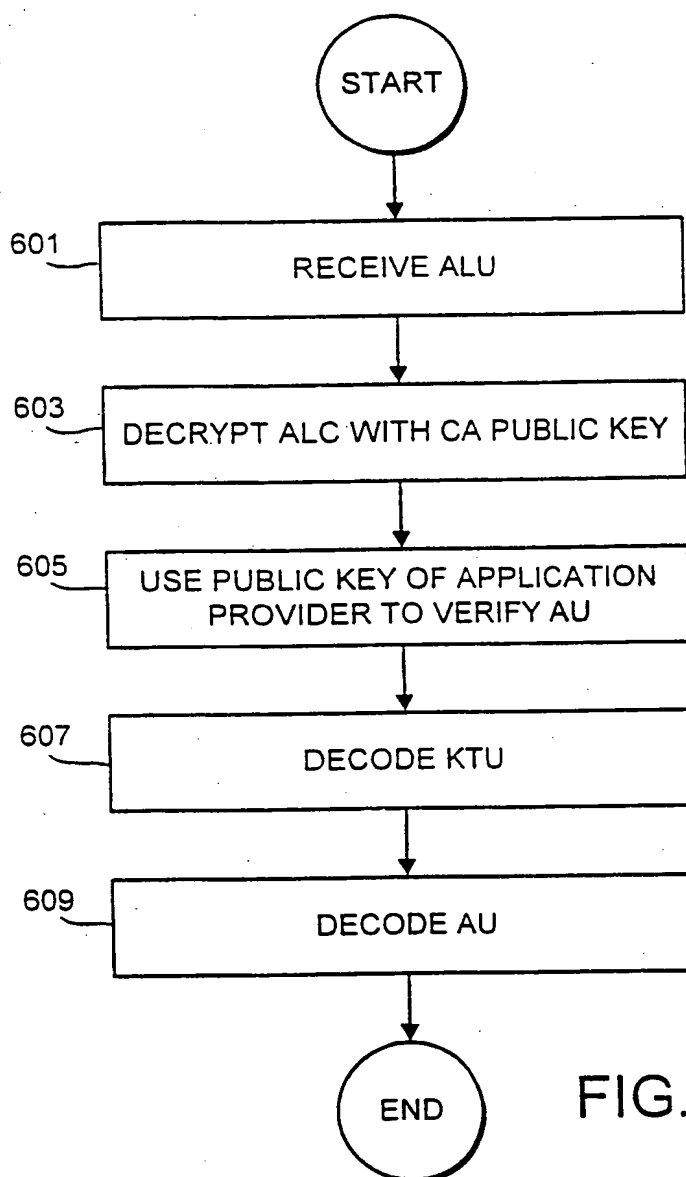 START
601
RECEIVE ALU
603
DECRYPT ALC WITH CA PUBLIC KEY
605
USE PUBLIC KEY OF APPLICATION
PROVIDER TO VERIFY AU
607
DECODE KTU
609
DECODE AU
END
FIG.